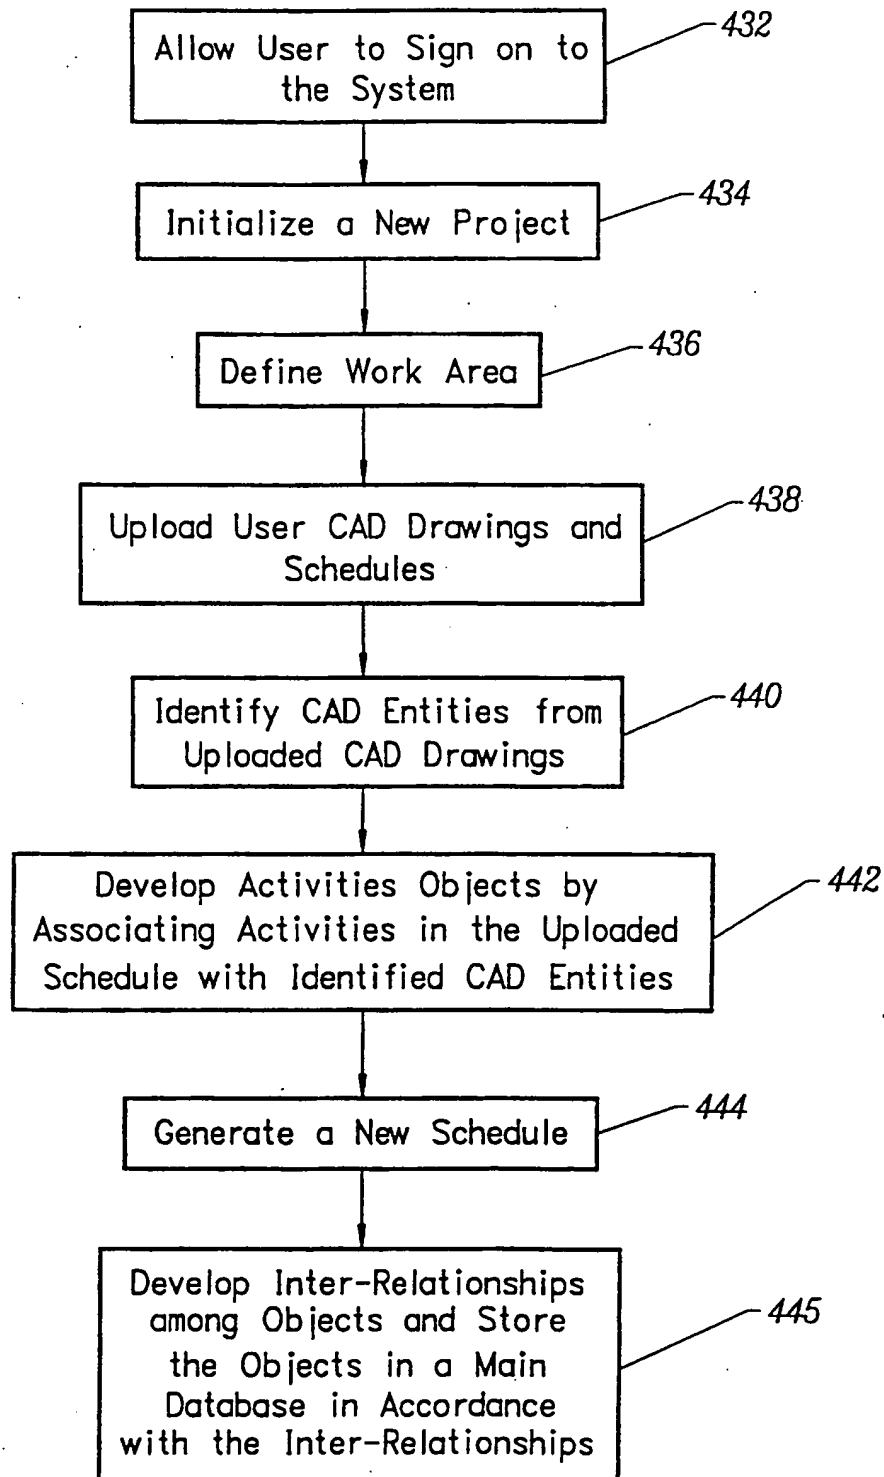 Allow User to Sign on to
the System
432
Initialize a New Project
434
Define Work Area
436
Upload User CAD Drawings and
Schedules
438
Identify CAD Entities from
Uploaded CAD Drawings
440
Develop Activities Objects by
Associating Activities in the Uploaded
Schedule with Identified CAD Entities
442
Generate a New Schedule
444
Develop Inter-Relationships
among Objects and Store
the Objects in a Main
Database in Accordance
with the Inter-Relationships
445